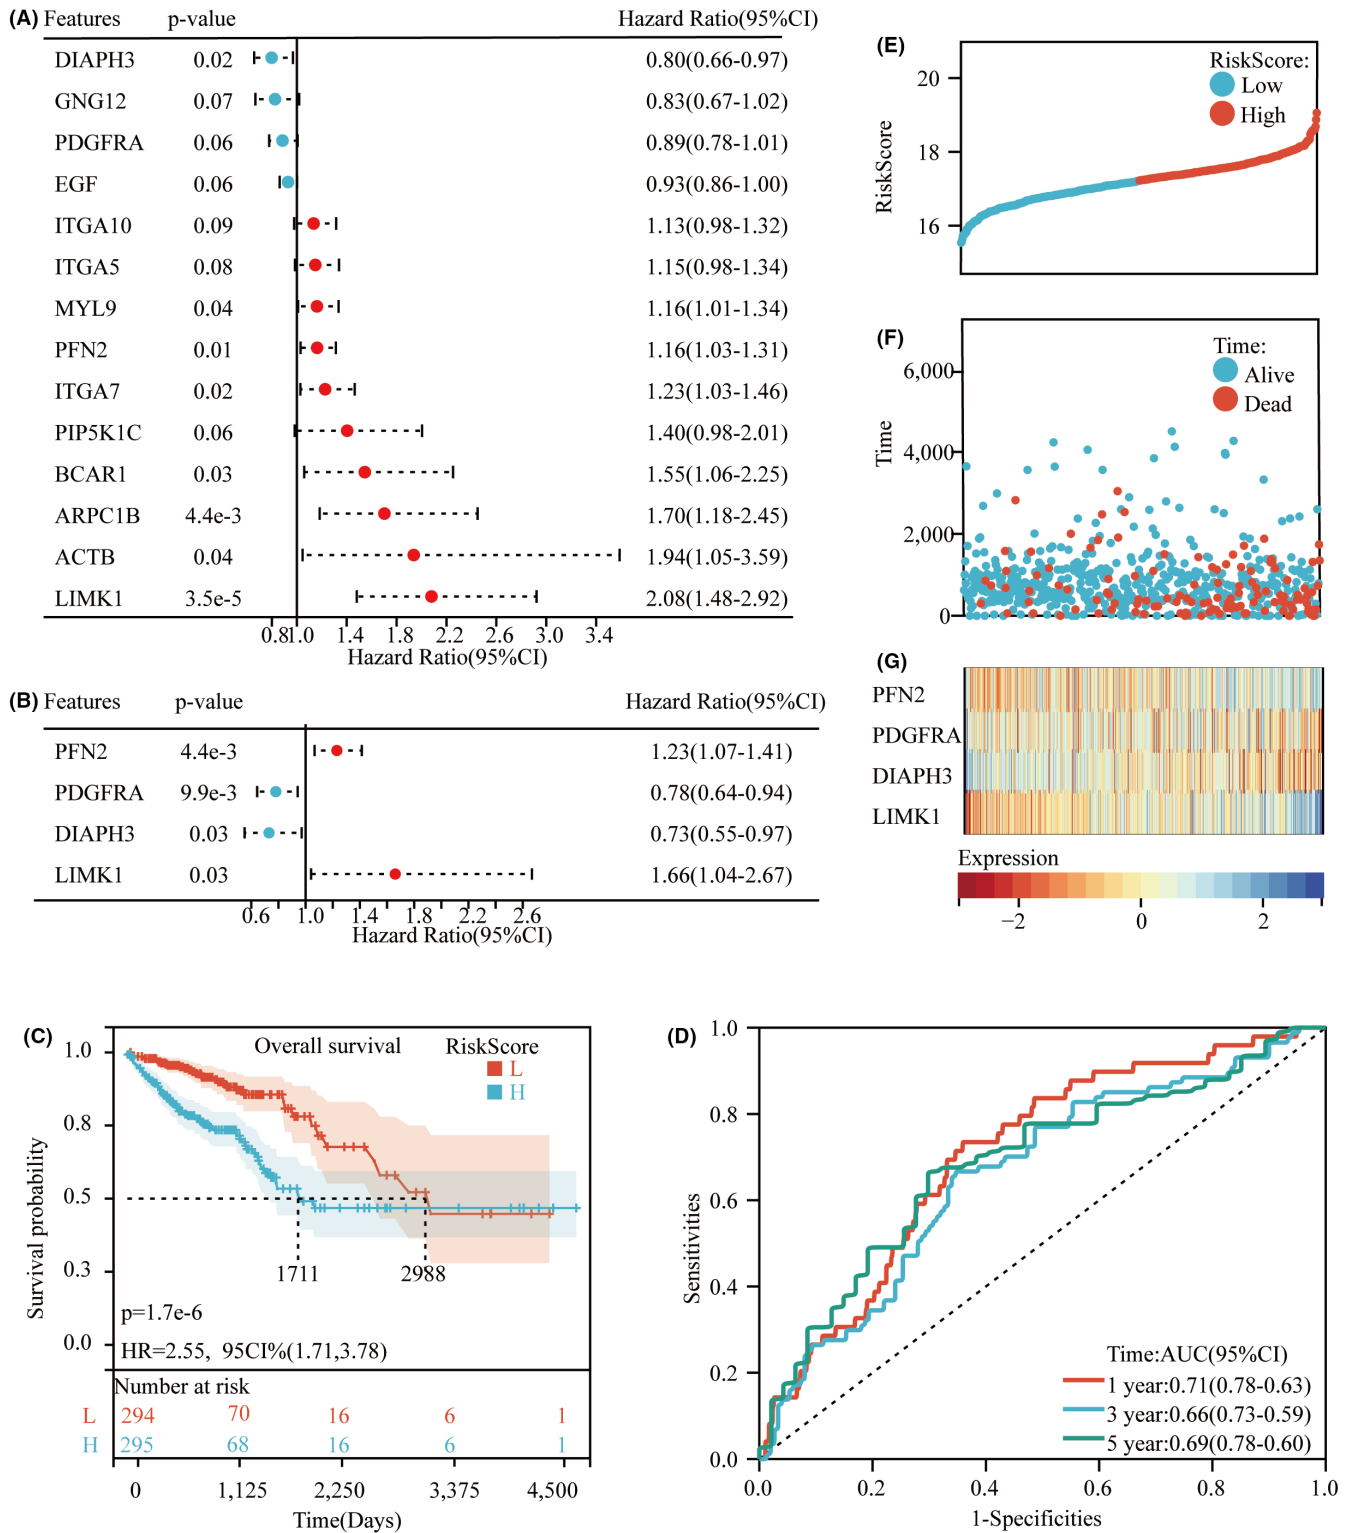 (A) Features p-value Hazard Ratio(95%CI)
DIAPH3 0.02 0.80(0.66-0.97)
GNG12 0.07 0.83(0.67-1.02)
PDGFRA 0.06 0.89(0.78-1.01)
EGF 0.06 0.93(0.86-1.00)
ITGA10 0.09 1.13(0.98-1.32)
ITGA5 0.08 1.15(0.98-1.34)
MYL9 0.04 1.16(1.01-1.34)
PFN2 0.01 1.16(1.03-1.31)
ITGA7 0.02 1.23(1.03-1.46)
PIP5K1C 0.06 1.40(0.98-2.01)
BCAR1 0.03 1.55(1.06-2.25)
ARPC1B 4.4e-3 1.70(1.18-2.45)
ACTB 0.04 1.94(1.05-3.59)
LIMK1 3.5e-5 2.08(1.48-2.92)
0.8 1.0 1.4 1.8 2.2 2.6 3.0 3.4
Hazard Ratio(95%CI)
(B) Features p-value Hazard Ratio(95%CI)
PFN2 4.4e-3 1.23(1.07-1.41)
PDGFRA 9.9e-3 0.78(0.64-0.94)
DIAPH3 0.03 0.73(0.55-0.97)
LIMK1 0.03 1.66(1.04-2.67)
0.6 1.0 1.4 1.8 2.2 2.6
Hazard Ratio(95%CI)
(E)
RiskScore
20
18
16
RiskScore:
Low
High
(F)
Time
6,000
4,000
2,000
0
Time:
Alive
Dead
(G)
PFN2
PDGFRA
DIAPH3
LIMK1
Expression
−2 0 2
(C)
Overall survival RiskScore
L
H
Survival probability
1.0
0.8
0.5
0.3
0.0
1711 2988
p=1.7e-6
HR=2.55, 95CI%(1.71,3.78)
Number at risk
L 294 70 16 6 1
H 295 68 16 6 1
0 1,125 2,250 3,375 4,500
Time(Days)
(D)
Sensitivities
1.0
0.8
0.6
0.4
0.2
0.0
Time:AUC(95%CI)
1 year:0.71(0.78-0.63)
3 year:0.66(0.73-0.59)
5 year:0.69(0.78-0.60)
0.0 0.2 0.4 0.6 0.8 1.0
1-Specificities